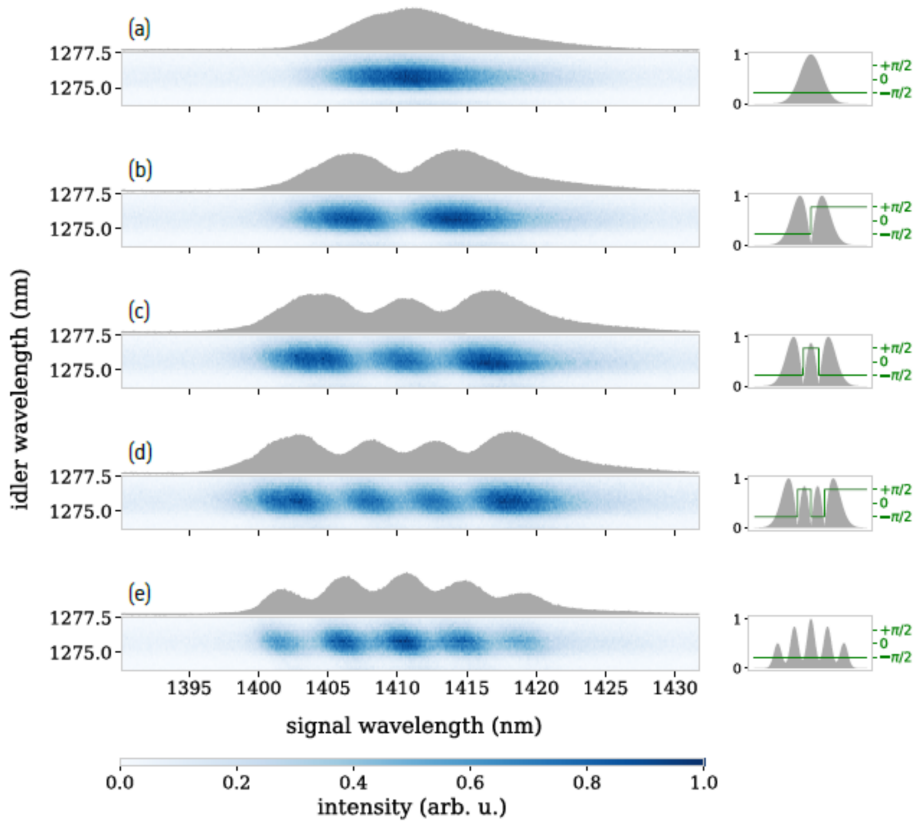 (a)
1277.5
1275.0
1
0
+π/2
0
−π/2
(b)
1277.5
1275.0
1
0
+π/2
0
−π/2
(c)
1277.5
1275.0
1
0
+π/2
0
−π/2
(d)
1277.5
1275.0
1
0
+π/2
0
−π/2
(e)
1277.5
1275.0
1
0
+π/2
0
−π/2
idler wavelength (nm)
1395 1400 1405 1410 1415 1420 1425 1430
signal wavelength (nm)
0.0 0.2 0.4 0.6 0.8 1.0
intensity (arb. u.)